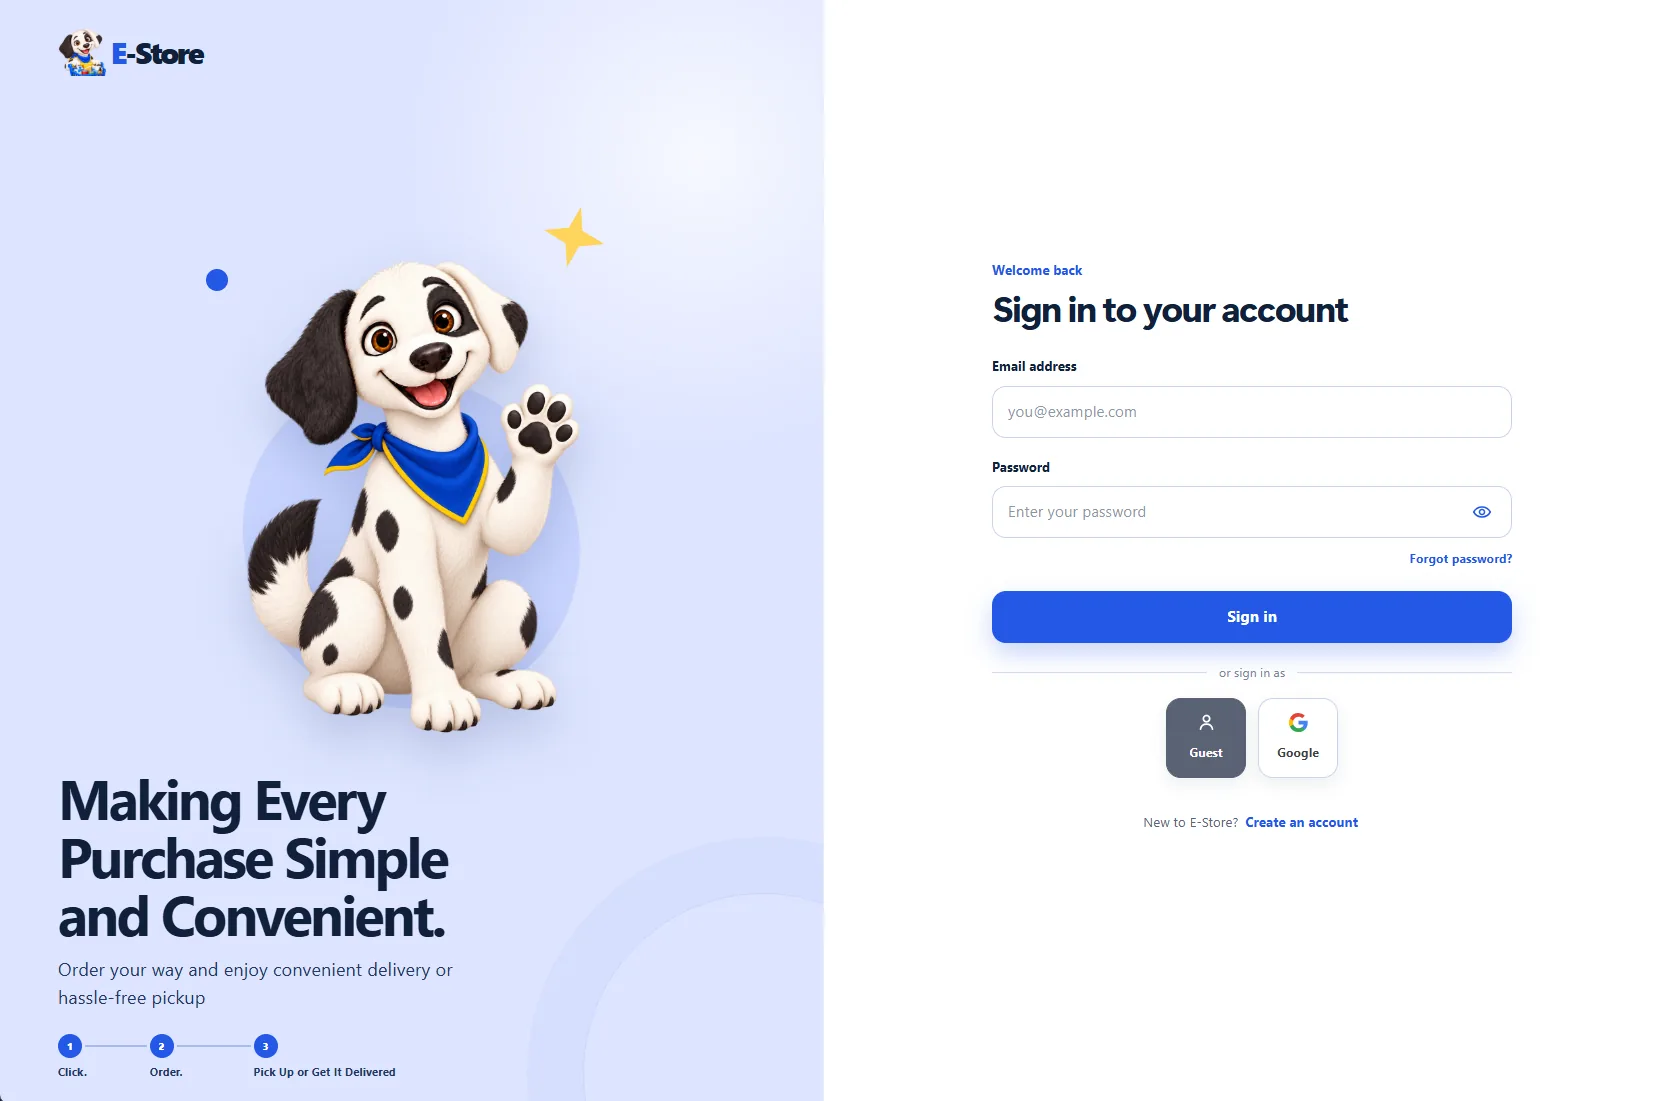 E-Store
Making Every
Purchase Simple
and Convenient.
Order your way and enjoy convenient delivery or
hassle-free pickup
1 2 3
Click. Order. Pick Up or Get It Delivered
Welcome back
Sign in to your account
Email address
you@example.com
Password
Enter your password
Forgot password?
Sign in
or sign in as
Guest Google
New to E-Store? Create an account